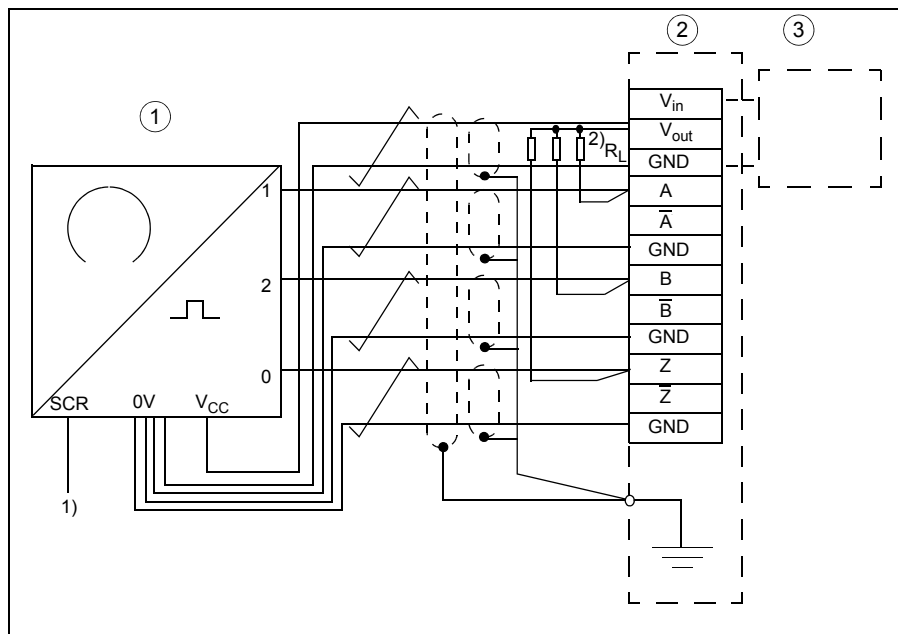 ①
②
③
1
2
0
SCR
0V
V_CC
1)
2)
R_L
V_in
V_out
GND
A
A̅
GND
B
B̅
GND
Z
Z̅
GND